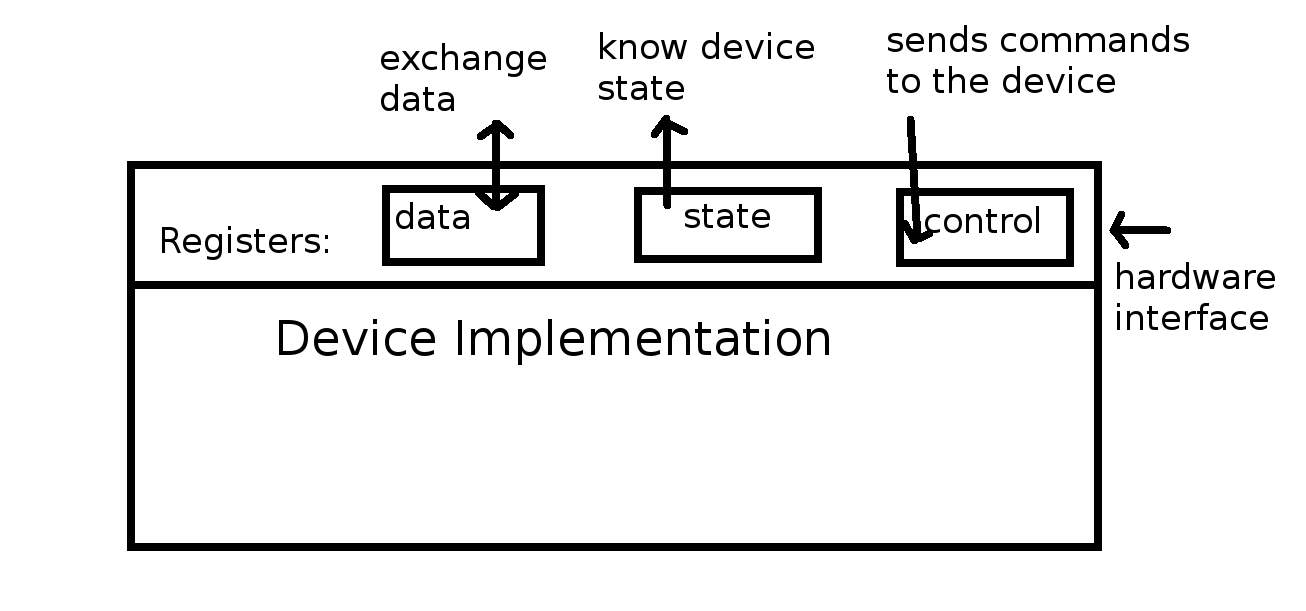 exchange
data
know device
state
sends commands
to the device
Registers:
data
state
control
hardware
interface
Device Implementation